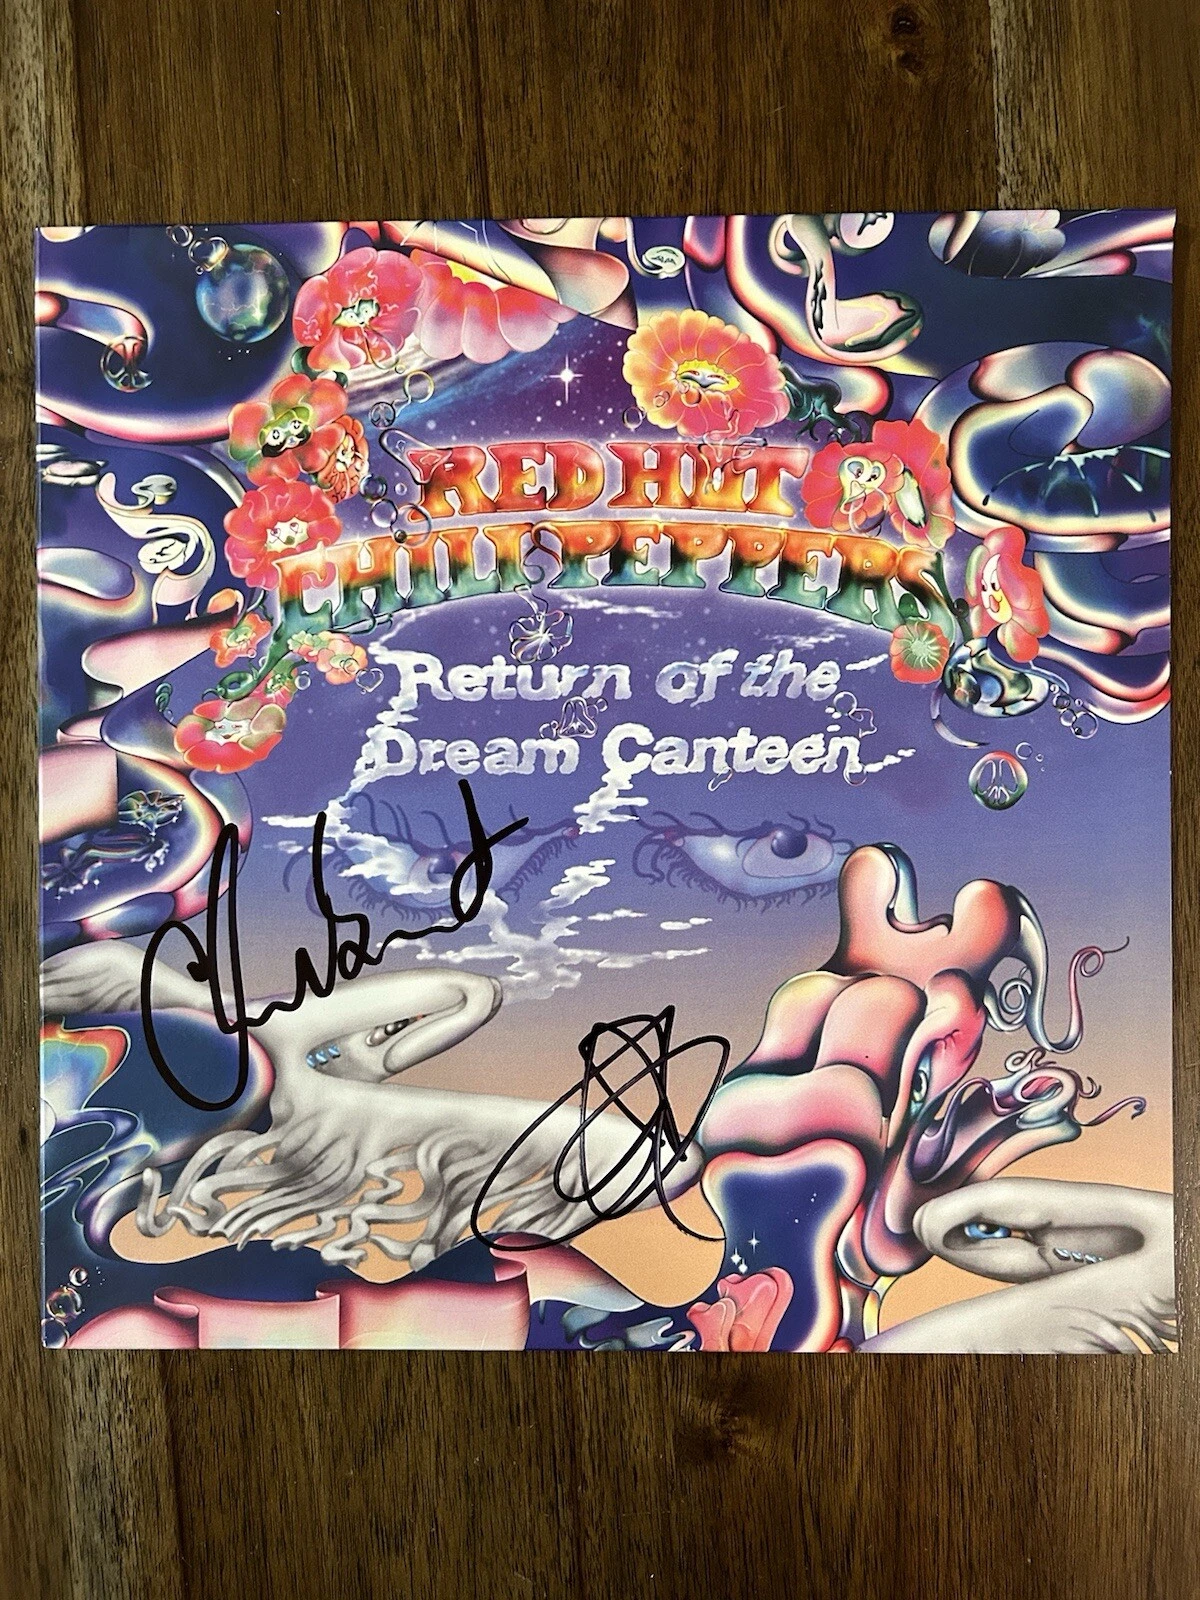 RED HOT
CHILI PEPPERS
Return of the
Dream Canteen